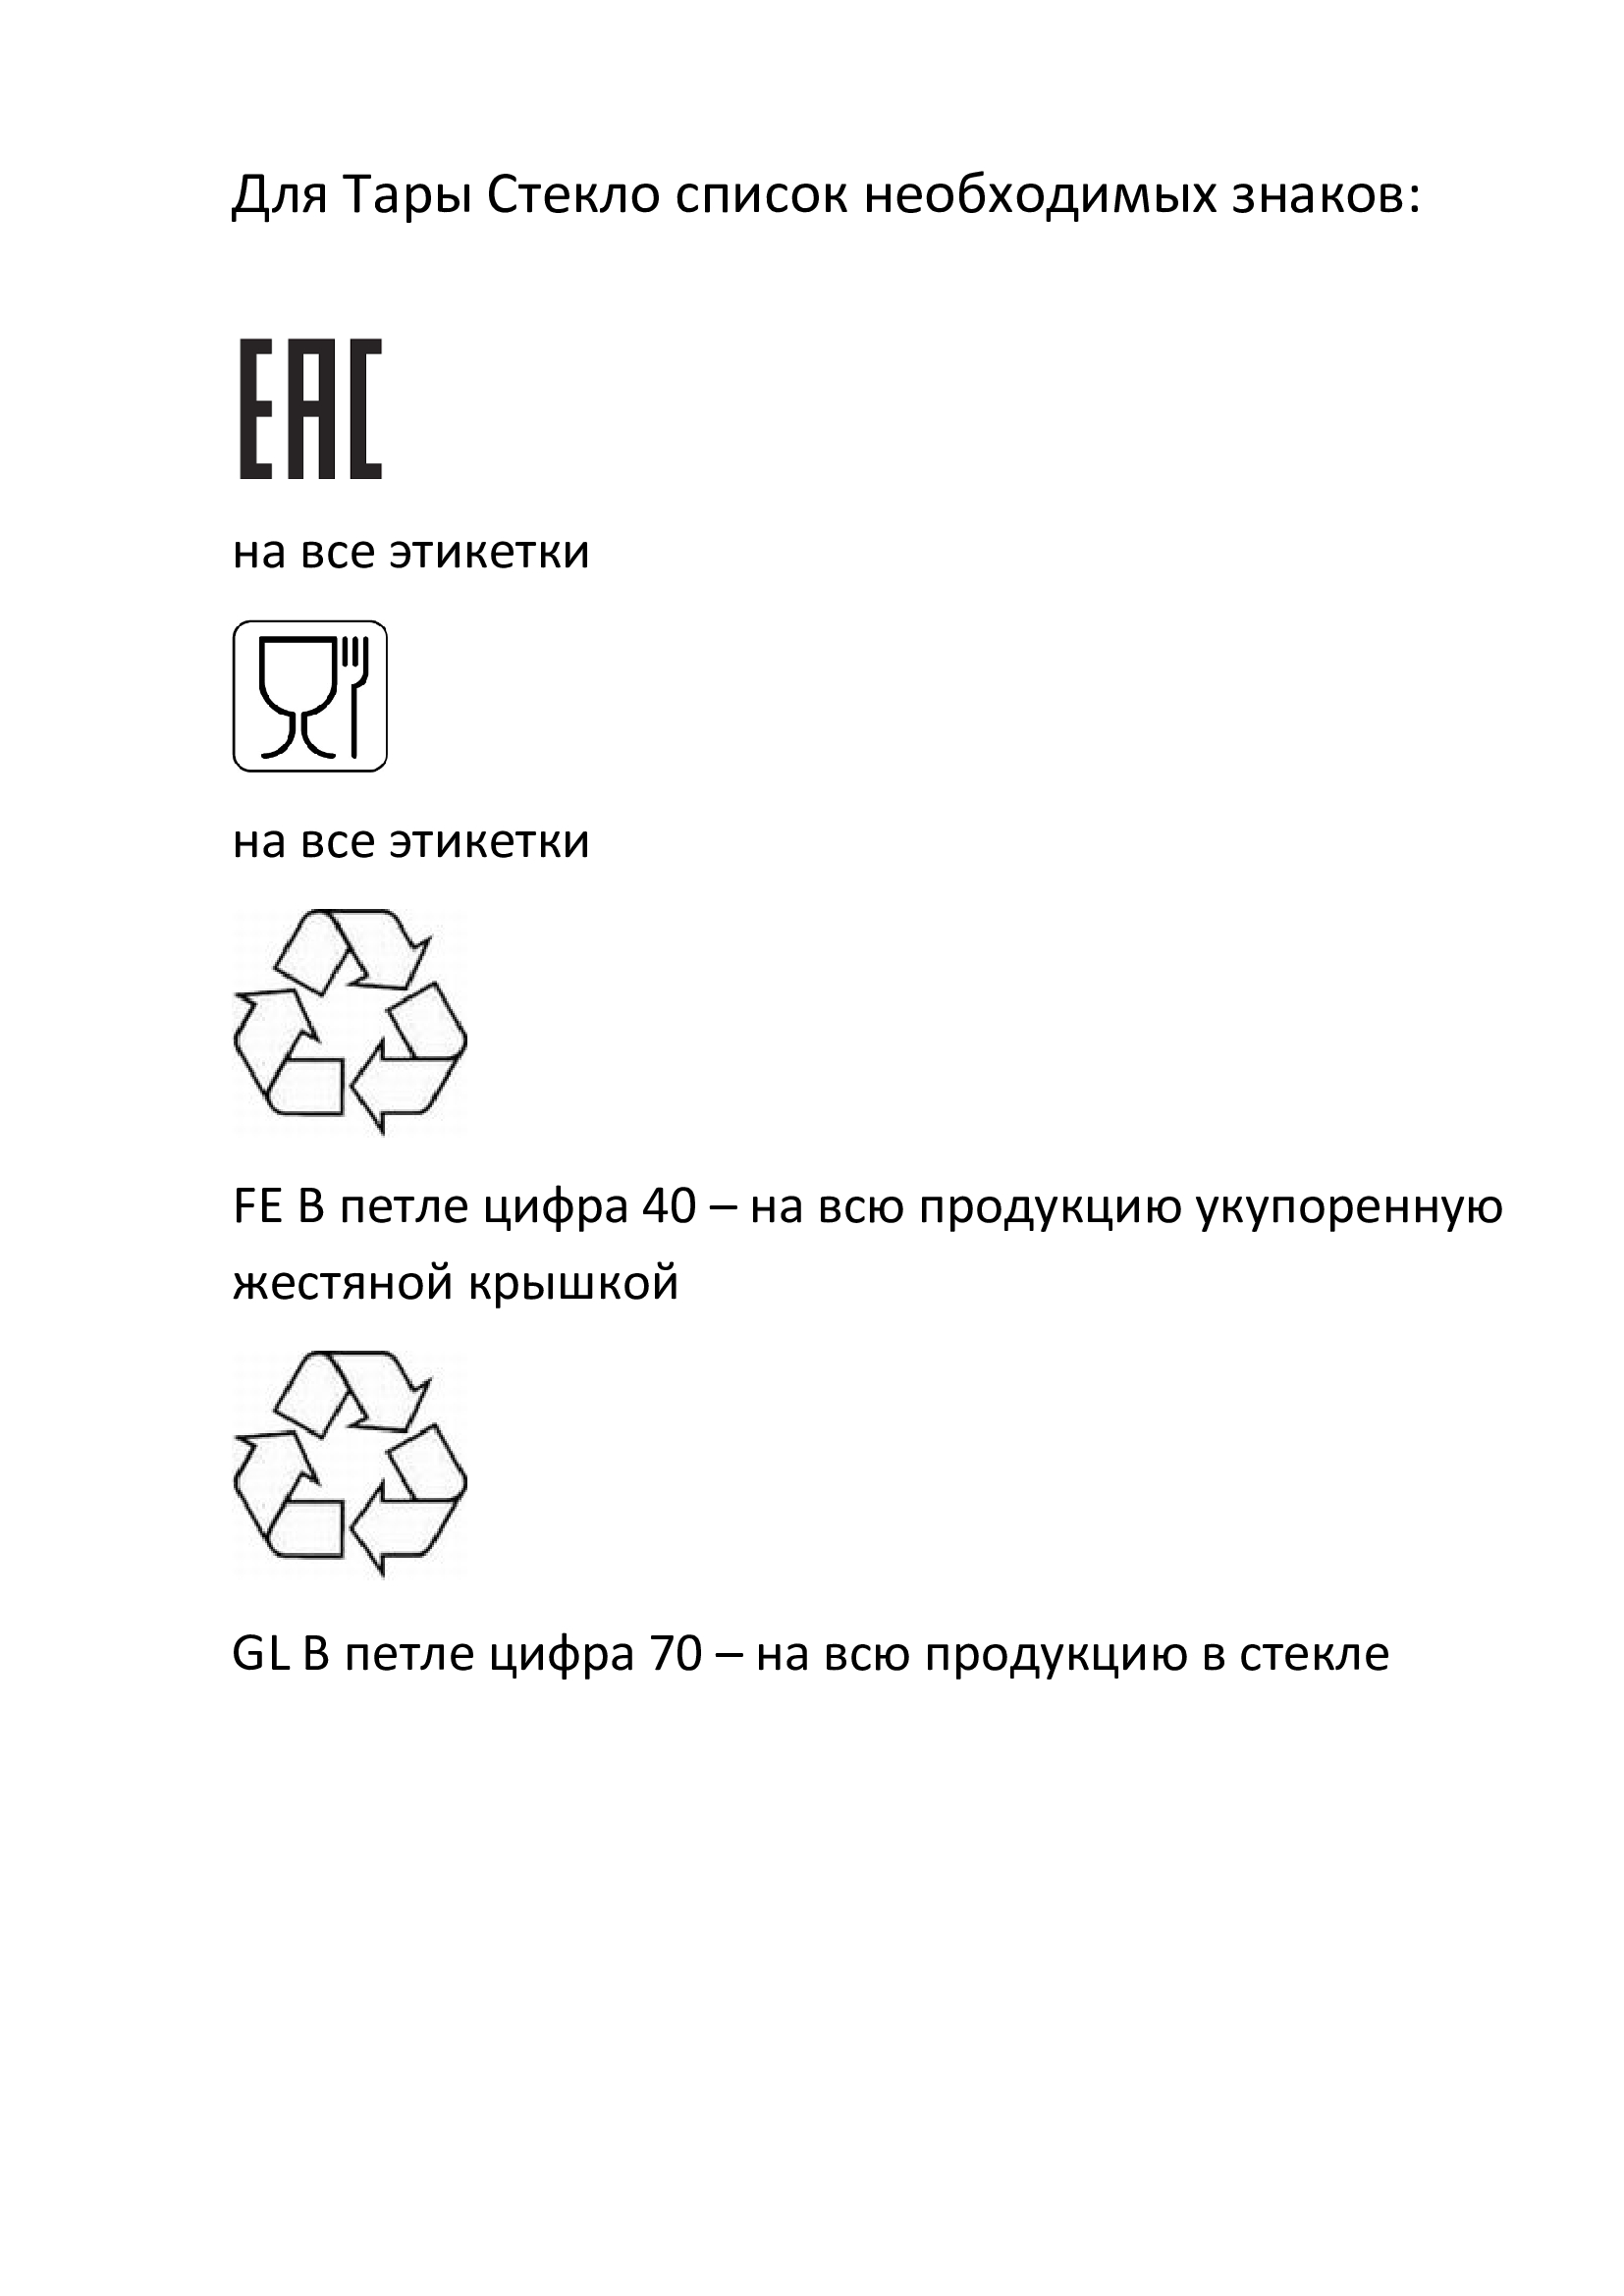 Для Тары Стекло список необходимых знаков:
EAC
на все этикетки
на все этикетки
FE В петле цифра 40 – на всю продукцию укупоренную
жестяной крышкой
GL В петле цифра 70 – на всю продукцию в стекле